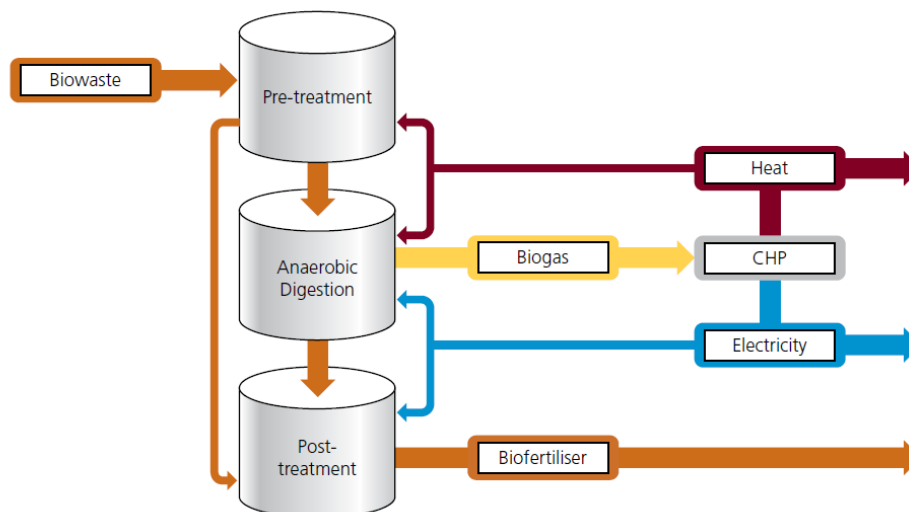 Biowaste
Pre-treatment
Heat
Anaerobic
Digestion
Biogas
CHP
Electricity
Post-
treatment
Biofertiliser